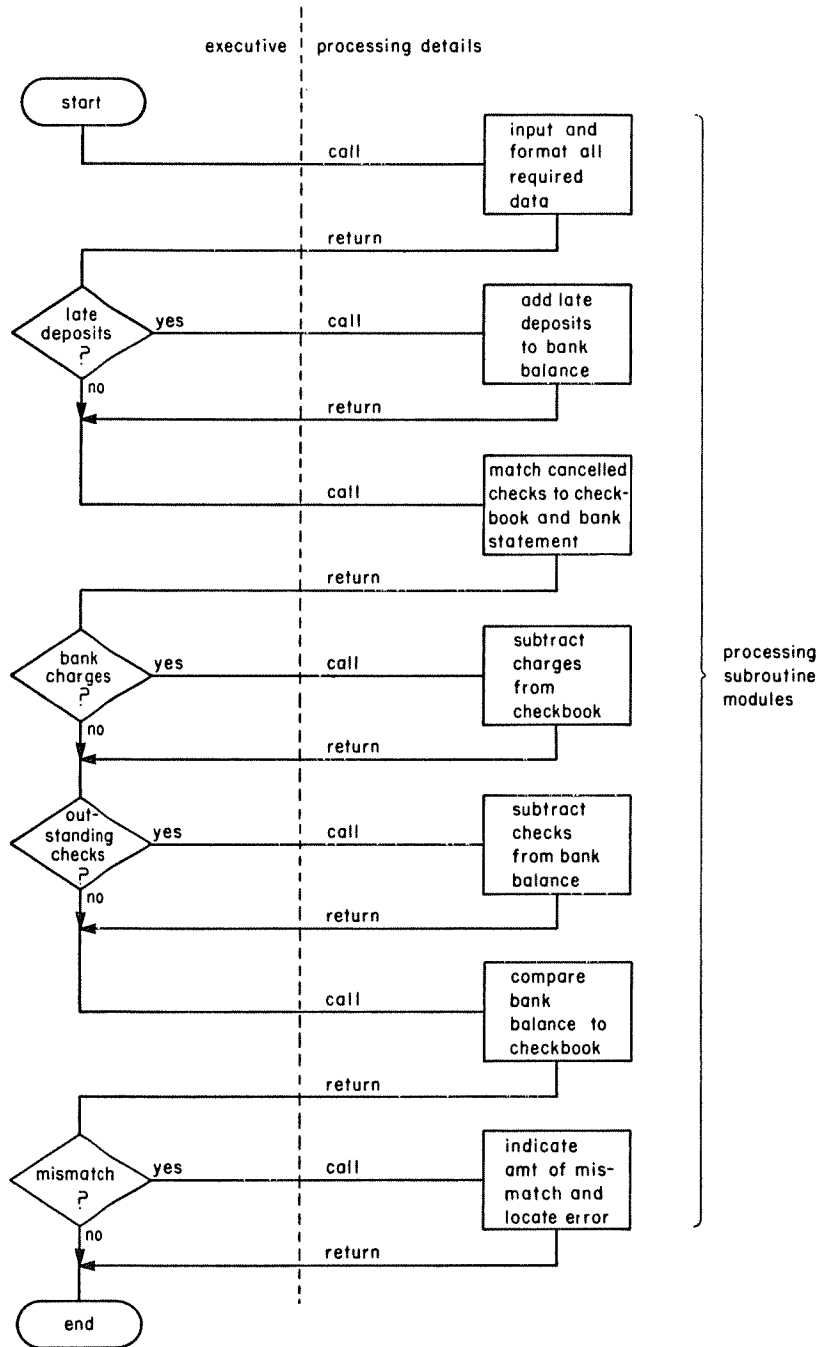 executive
processing details
start
call
input and
format all
required
data
return
late
deposits
?
yes
call
add late
deposits
to bank
balance
no
return
call
match cancelled
checks to check-
book and bank
statement
return
bank
charges
?
yes
call
subtract
charges
from
checkbook
processing
subroutine
modules
no
return
out-
standing
checks
?
yes
call
subtract
checks
from bank
balance
no
return
call
compare
bank
balance to
checkbook
return
mismatch
?
yes
call
indicate
amt of mis-
match and
locate error
no
return
end